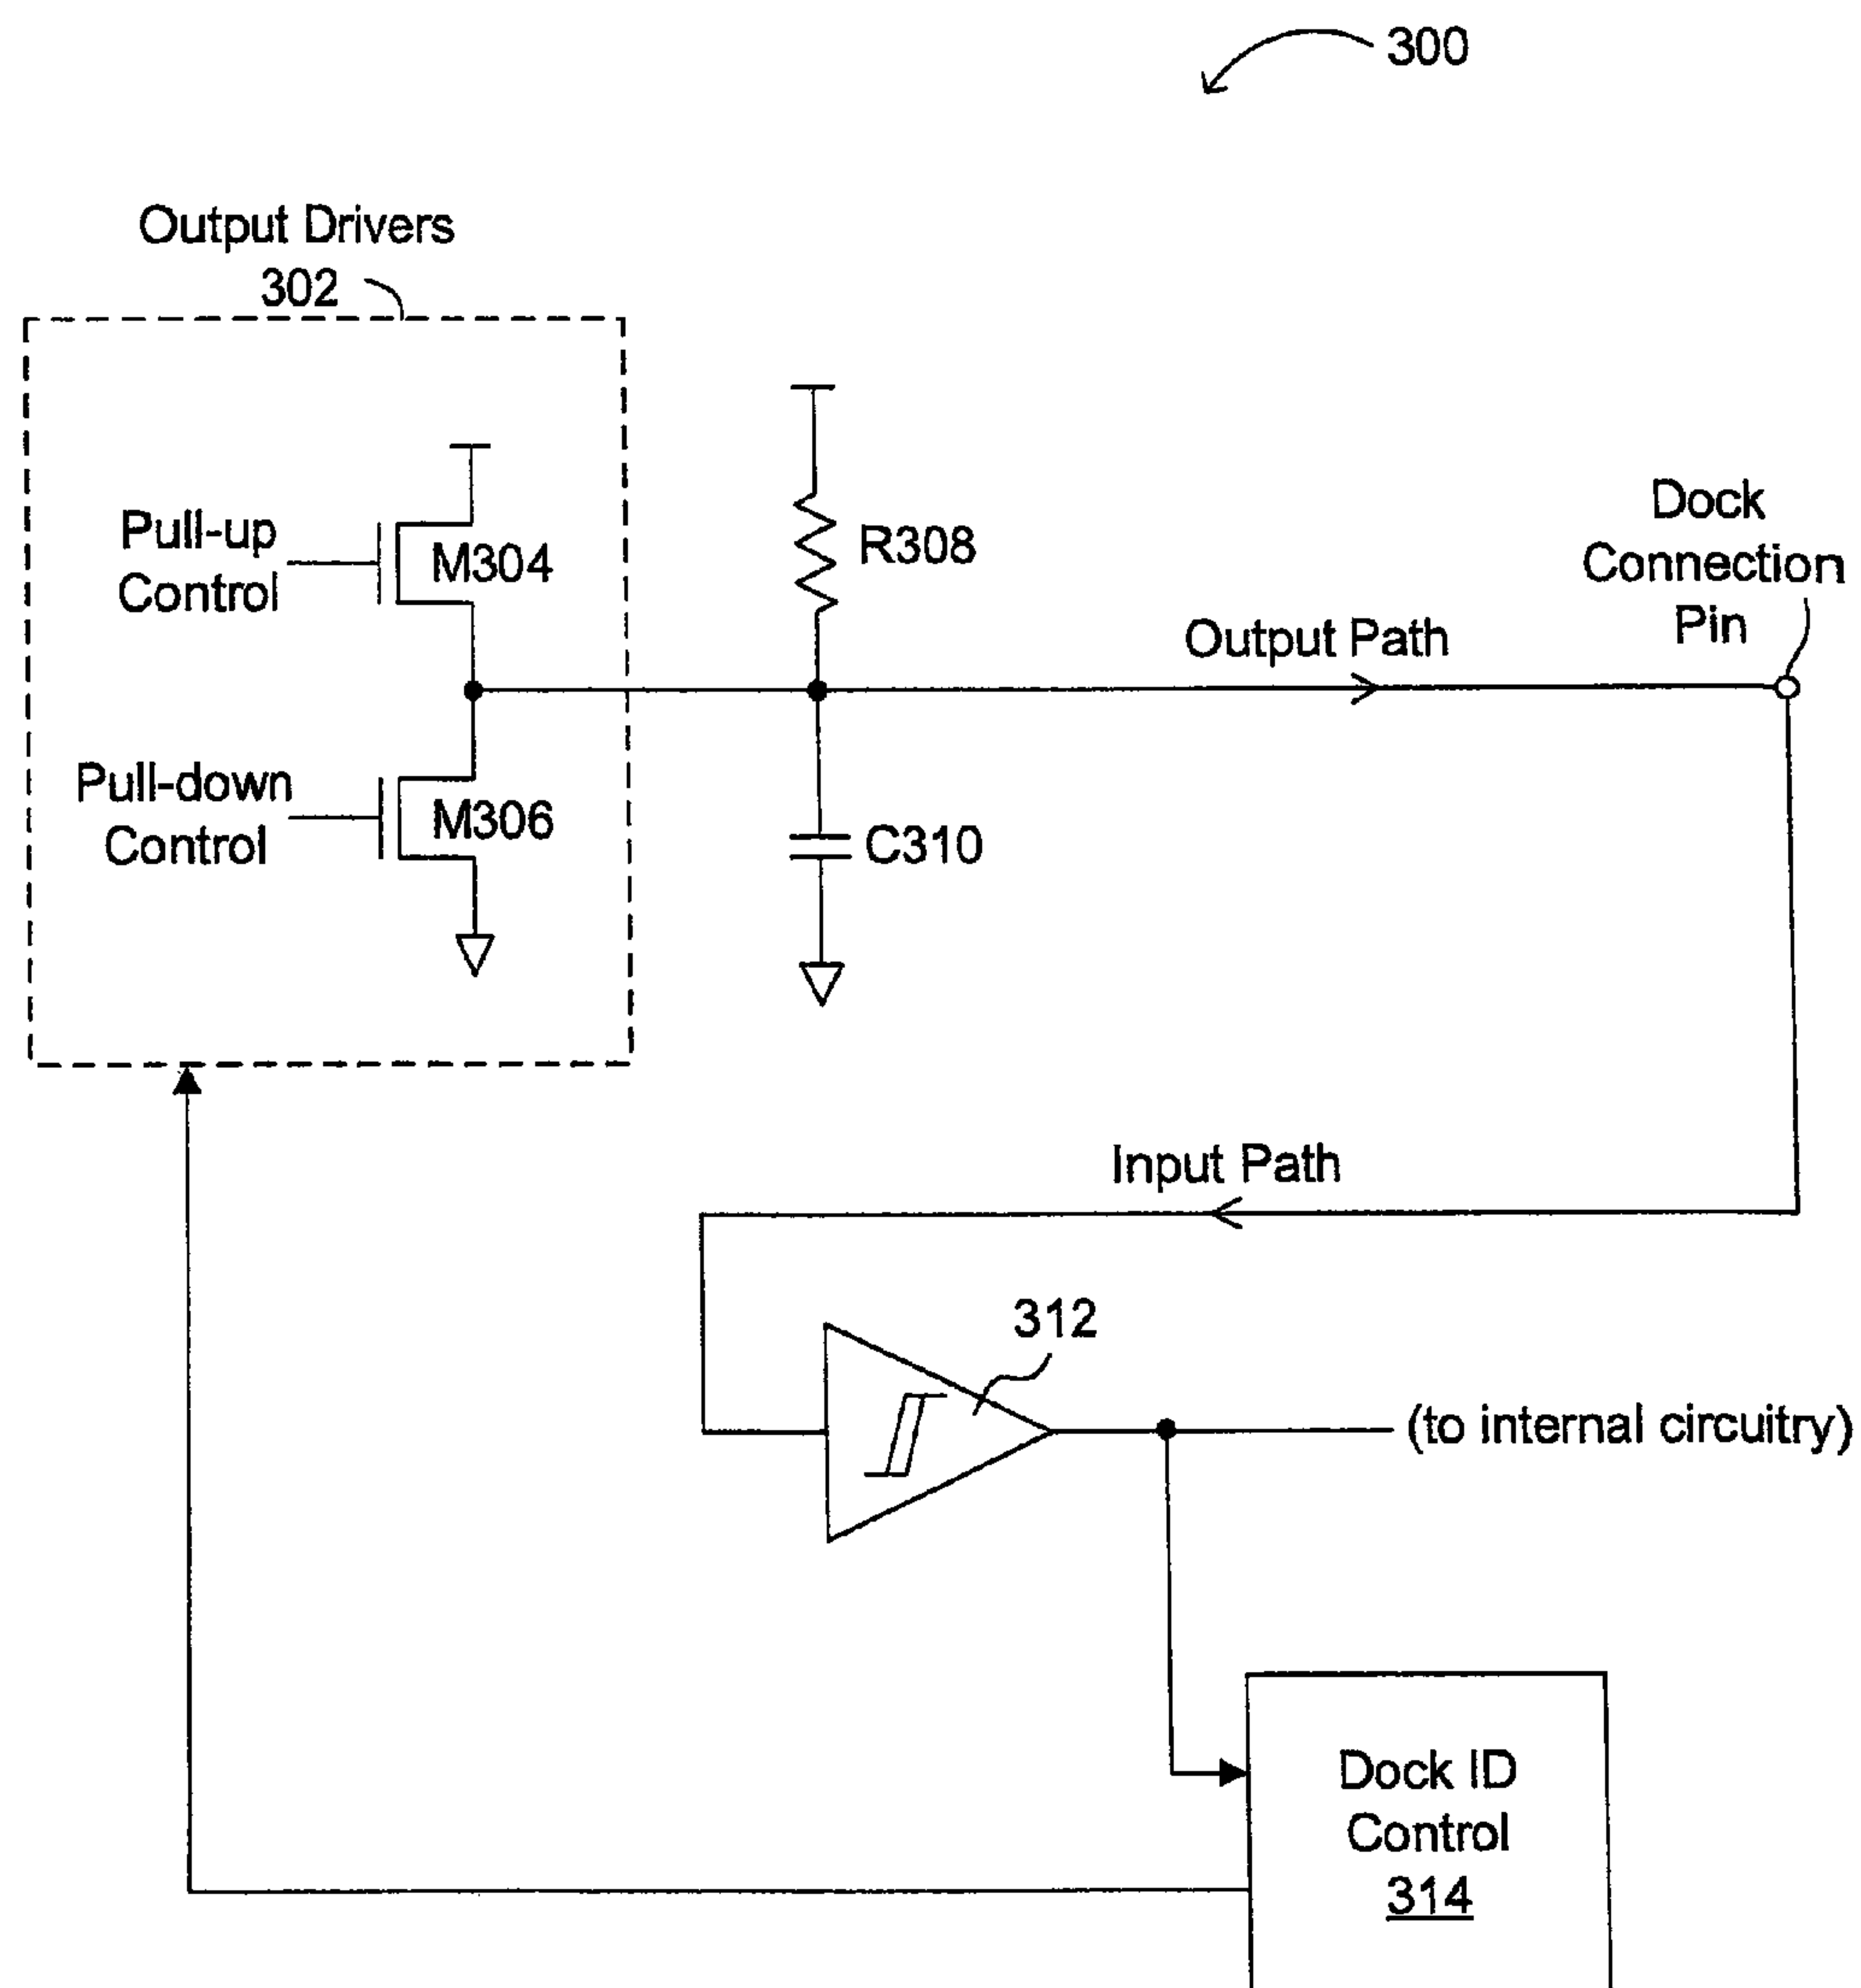 300
Output Drivers
302
Pull-up
Control
M304
R308
Dock
Connection
Pin
Output Path
Pull-down
Control
M306
C310
Input Path
312
(to internal circuitry)
Dock ID
Control
314